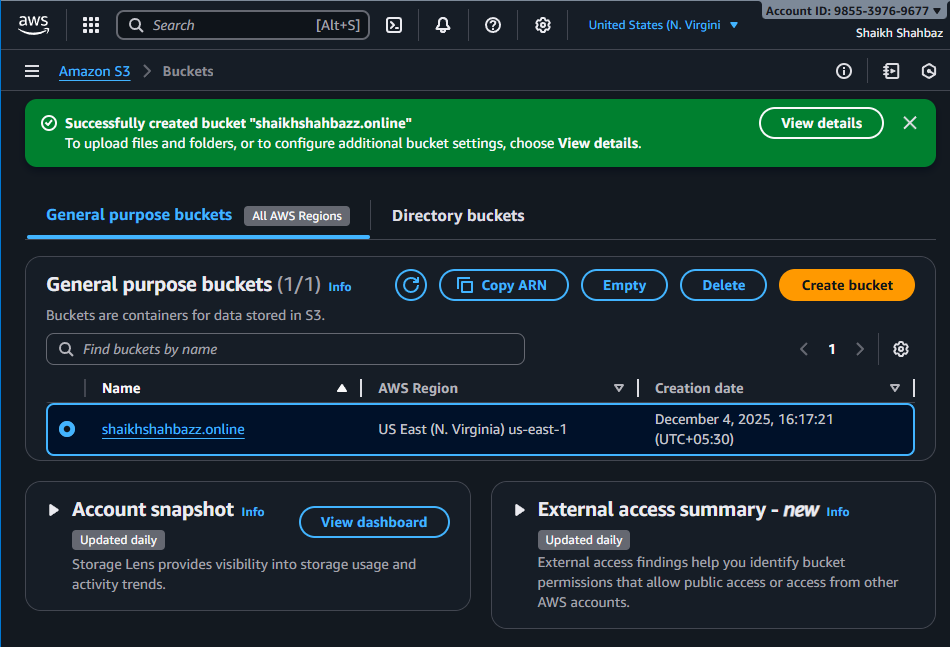 aws
Search [Alt+S]
United States (N. Virgini
Account ID: 9855-3976-9677
Shaikh Shahbaz
Amazon S3 Buckets
Successfully created bucket "shaikhshahbazz.online"
To upload files and folders, or to configure additional bucket settings, choose View details.
View details
General purpose buckets All AWS Regions Directory buckets
General purpose buckets (1/1) Info
Copy ARN Empty Delete Create bucket
Buckets are containers for data stored in S3.
Find buckets by name
1
Name AWS Region Creation date
shaikhshahbazz.online US East (N. Virginia) us-east-1 December 4, 2025, 16:17:21
(UTC+05:30)
Account snapshot Info
View dashboard
Updated daily
Storage Lens provides visibility into storage usage and
activity trends.
External access summary - new Info
Updated daily
External access findings help you identify bucket
permissions that allow public access or access from other
AWS accounts.